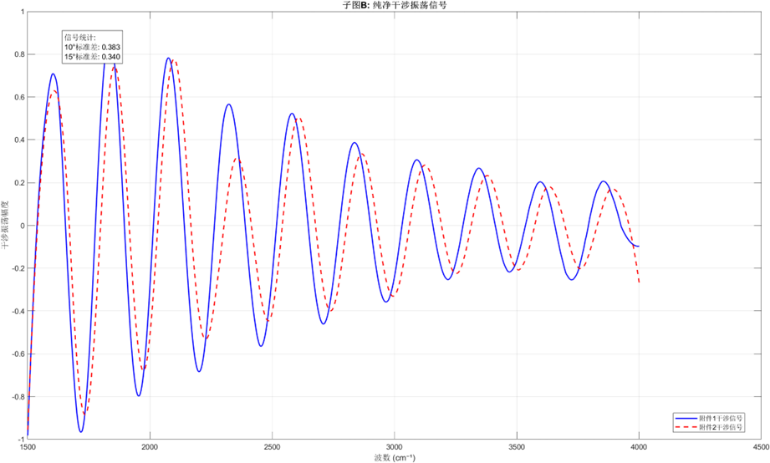 子图B: 纯净干涉振荡信号
1
0.8
0.6
0.4
0.2
0
-0.2
-0.4
-0.6
-0.8
-1
干涉振荡幅度
信号统计:
10°标准差: 0.383
15°标准差: 0.340
附件1干涉信号
附件2干涉信号
1500 2000 2500 3000 3500 4000 4500
波数 (cm⁻¹)